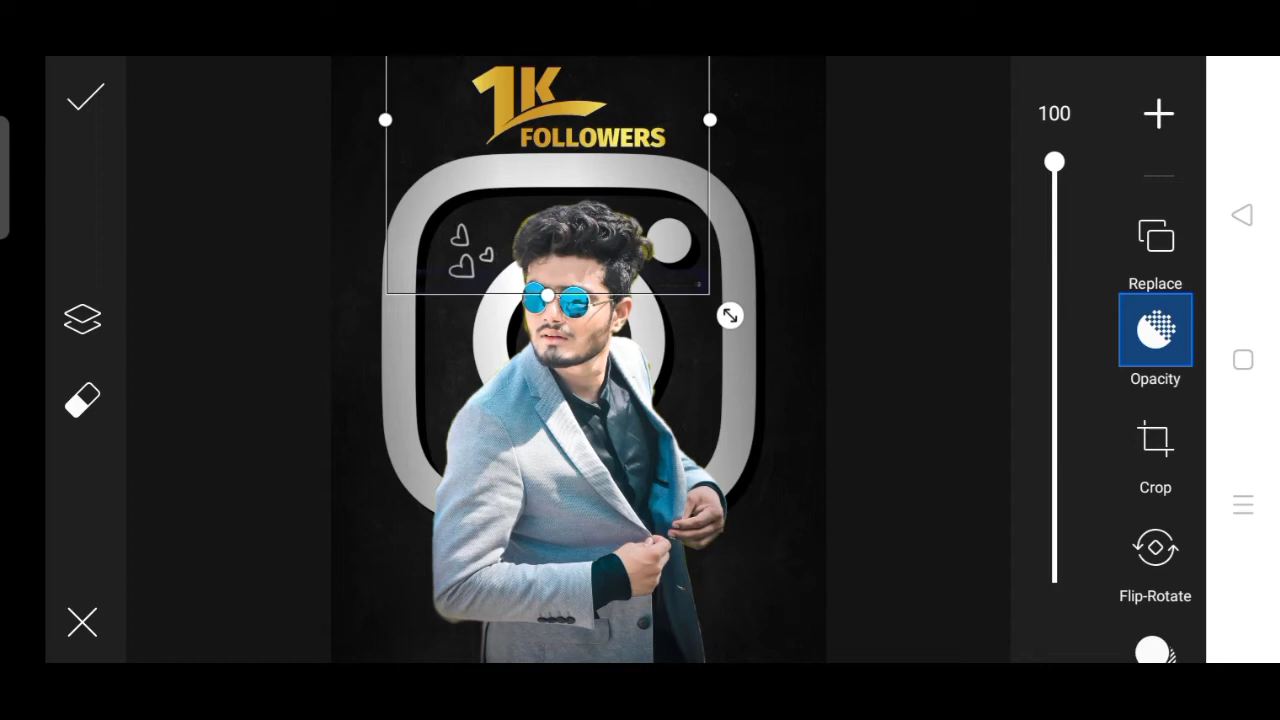 1K
FOLLOWERS
100
Replace
Opacity
Crop
Flip-Rotate